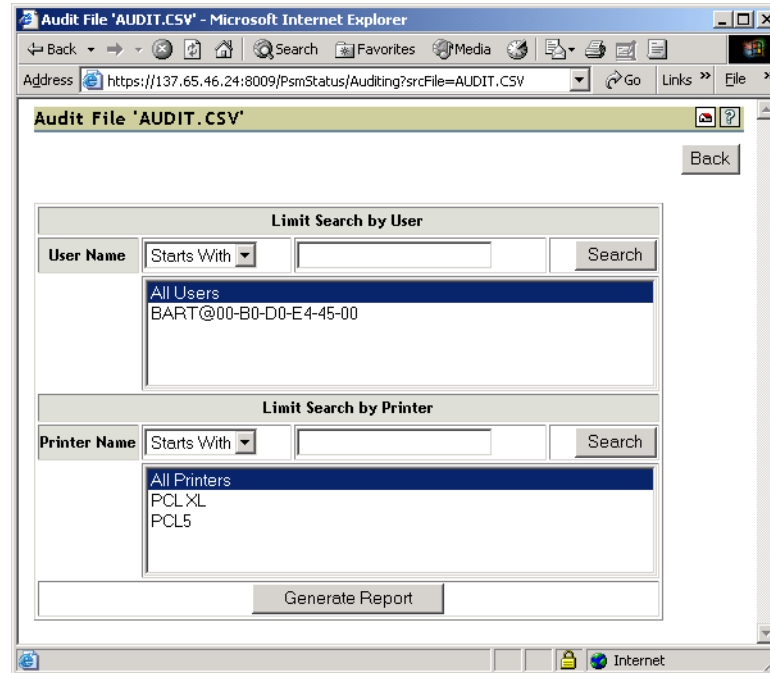 Audit File 'AUDIT.CSV' - Microsoft Internet Explorer
Back Search Favorites Media
Address https://137.65.46.24:8009/PsmStatus/Auditing?srcFile=AUDIT.CSV Go Links » File »
Audit File 'AUDIT.CSV' ?
Back
Limit Search by User
User Name Starts With Search
All Users
BART@00-B0-D0-E4-45-00
Limit Search by Printer
Printer Name Starts With Search
All Printers
PCLXL
PCL5
Generate Report
Internet